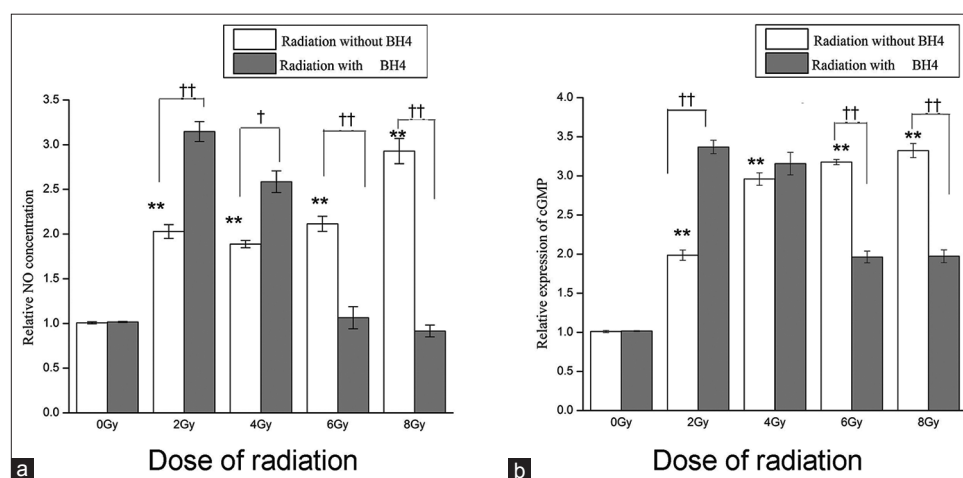 Radiation without BH4
Radiation with BH4
Relative NO concentration
3.5
3.0
2.5
2.0
1.5
1.0
0.5
0.0
††
†
††
††
**
**
**
**
0Gy
2Gy
4Gy
6Gy
8Gy
Dose of radiation
a
Radiation without BH4
Radiation with BH4
Relative expression of cGMP
4.0
3.5
3.0
2.5
2.0
1.5
1.0
0.5
0.0
††
††
††
**
**
**
**
0Gy
2Gy
4Gy
6Gy
8Gy
Dose of radiation
b